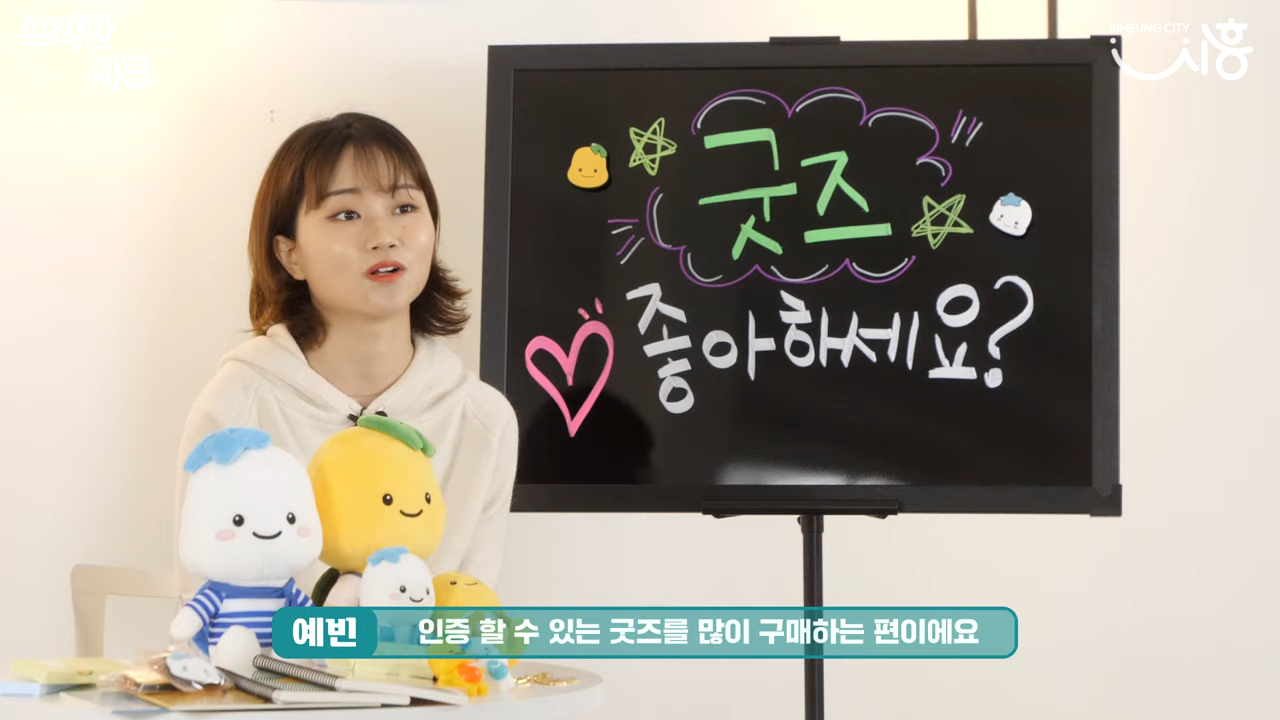 SIHEUNG CITY
시흥
굿즈
좋아하세요?
예빈
인증 할 수 있는 굿즈를 많이 구매하는 편이에요